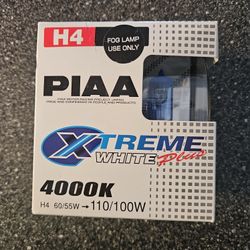 H4
FOG LAMP
USE ONLY
PIAA
XTREME
WHITE Plus
4000K
H4 60/55W→110/100W